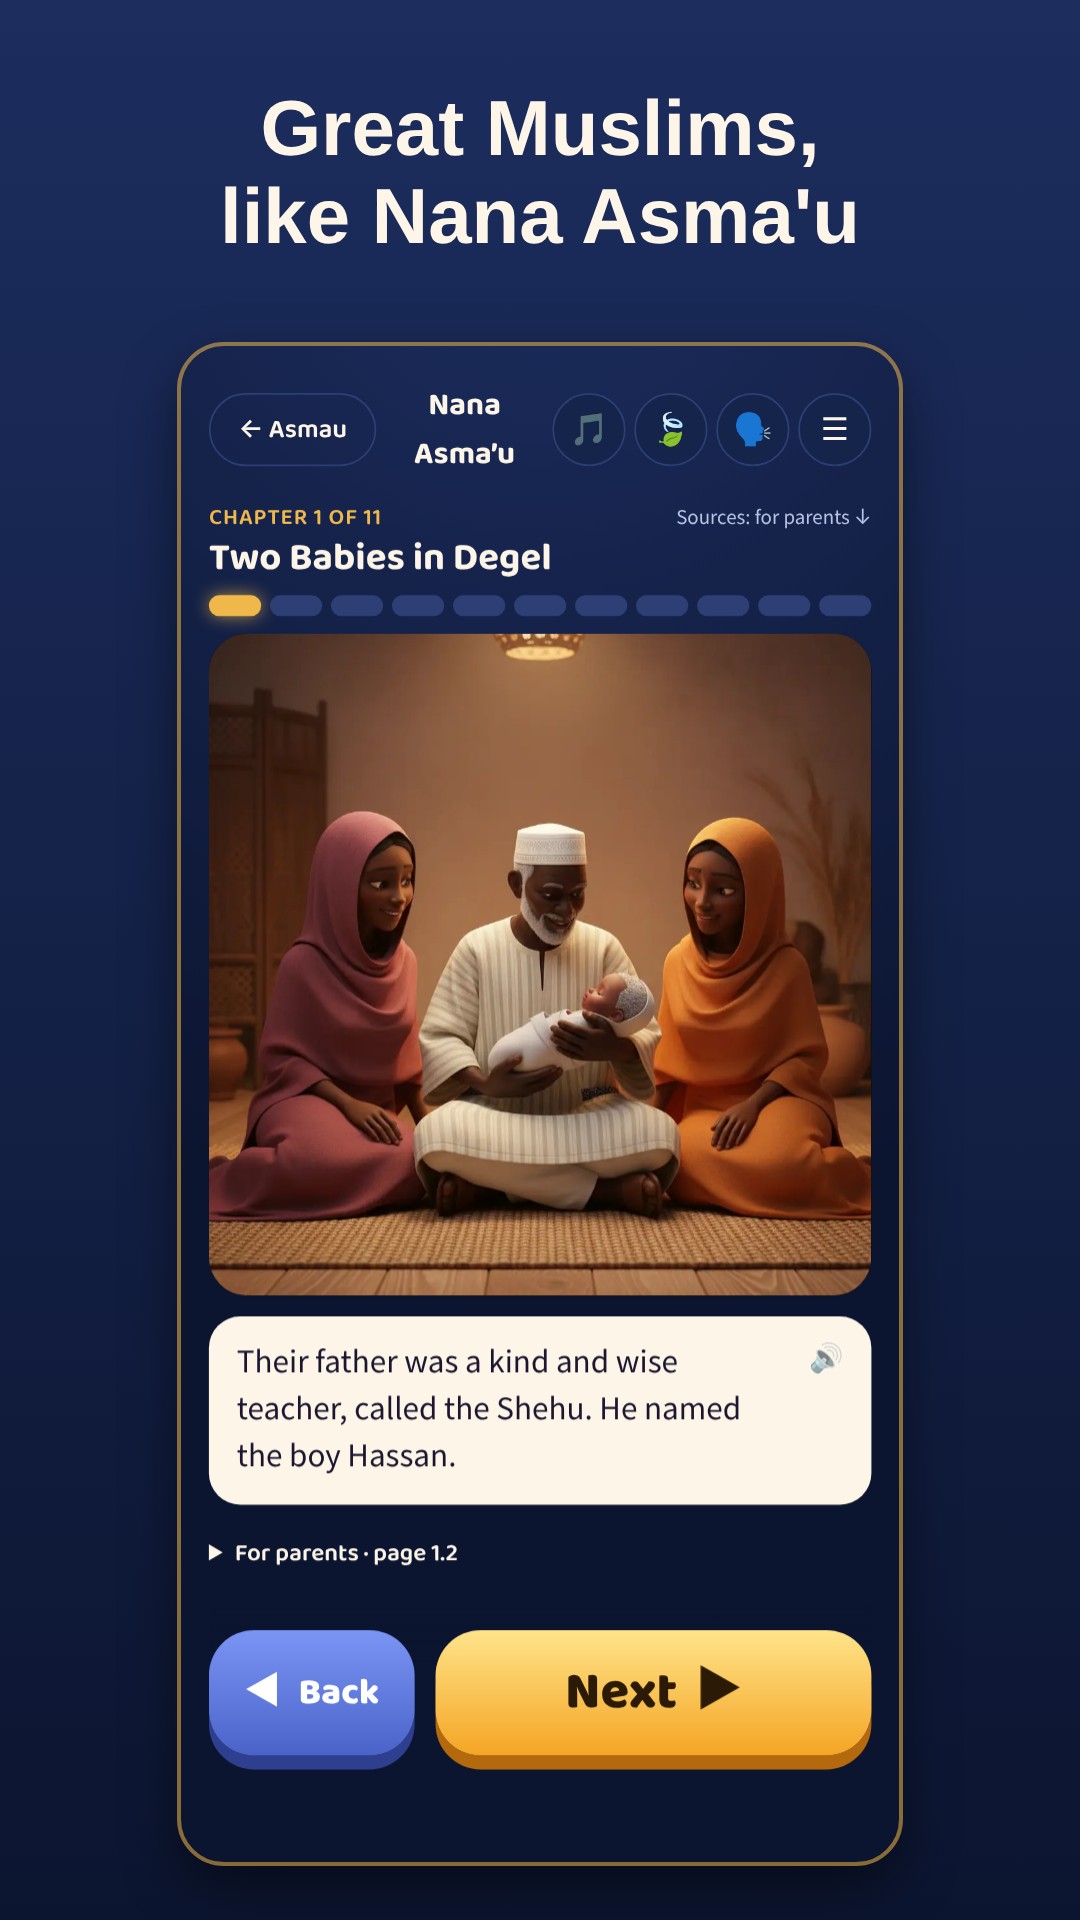 Great Muslims,
like Nana Asma'u
← Asmau
Nana
Asma’u
☰
CHAPTER 1 OF 11
Sources: for parents ↓
Two Babies in Degel
Their father was a kind and wise
teacher, called the Shehu. He named
the boy Hassan.
▶ For parents · page 1.2
◀ Back
Next ▶